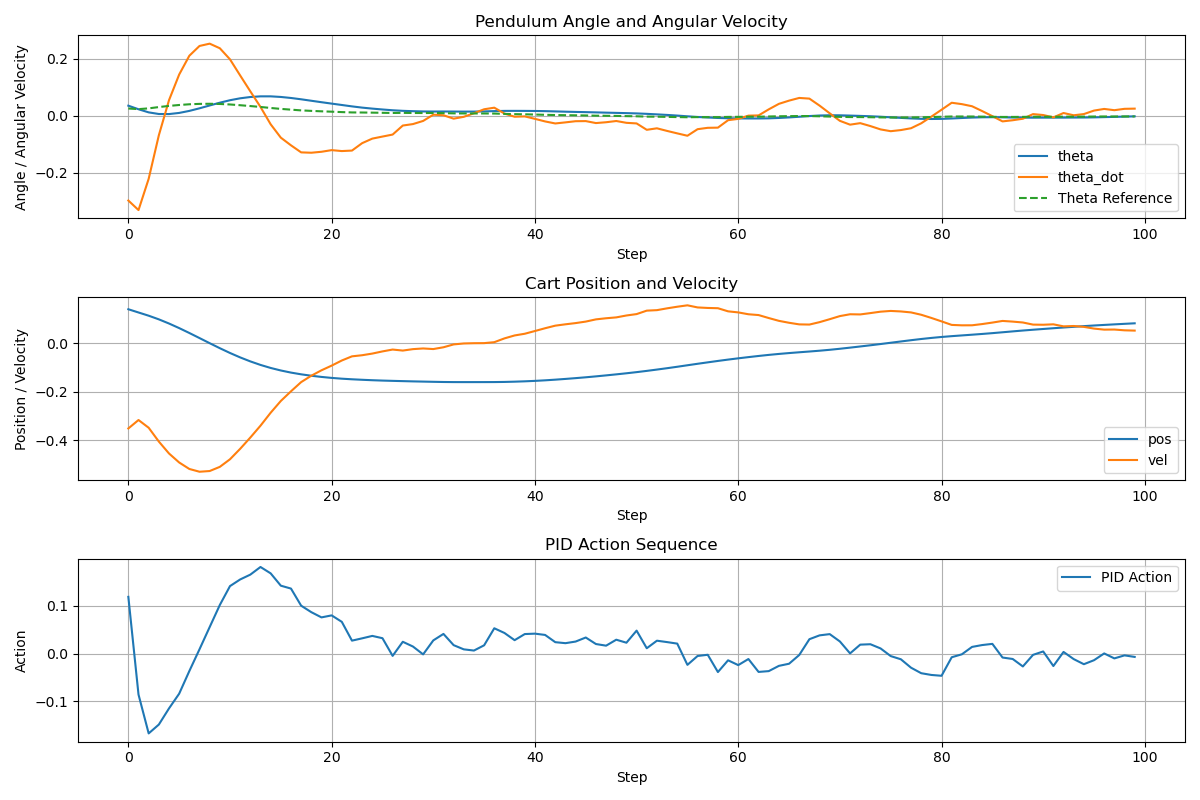 Pendulum Angle and Angular Velocity
Angle / Angular Velocity
0.2
0.0
−0.2
theta
theta_dot
Theta Reference
0 20 40 60 80 100
Step
Cart Position and Velocity
Position / Velocity
0.0
−0.2
−0.4
pos
vel
0 20 40 60 80 100
Step
PID Action Sequence
Action
0.1
0.0
−0.1
PID Action
0 20 40 60 80 100
Step